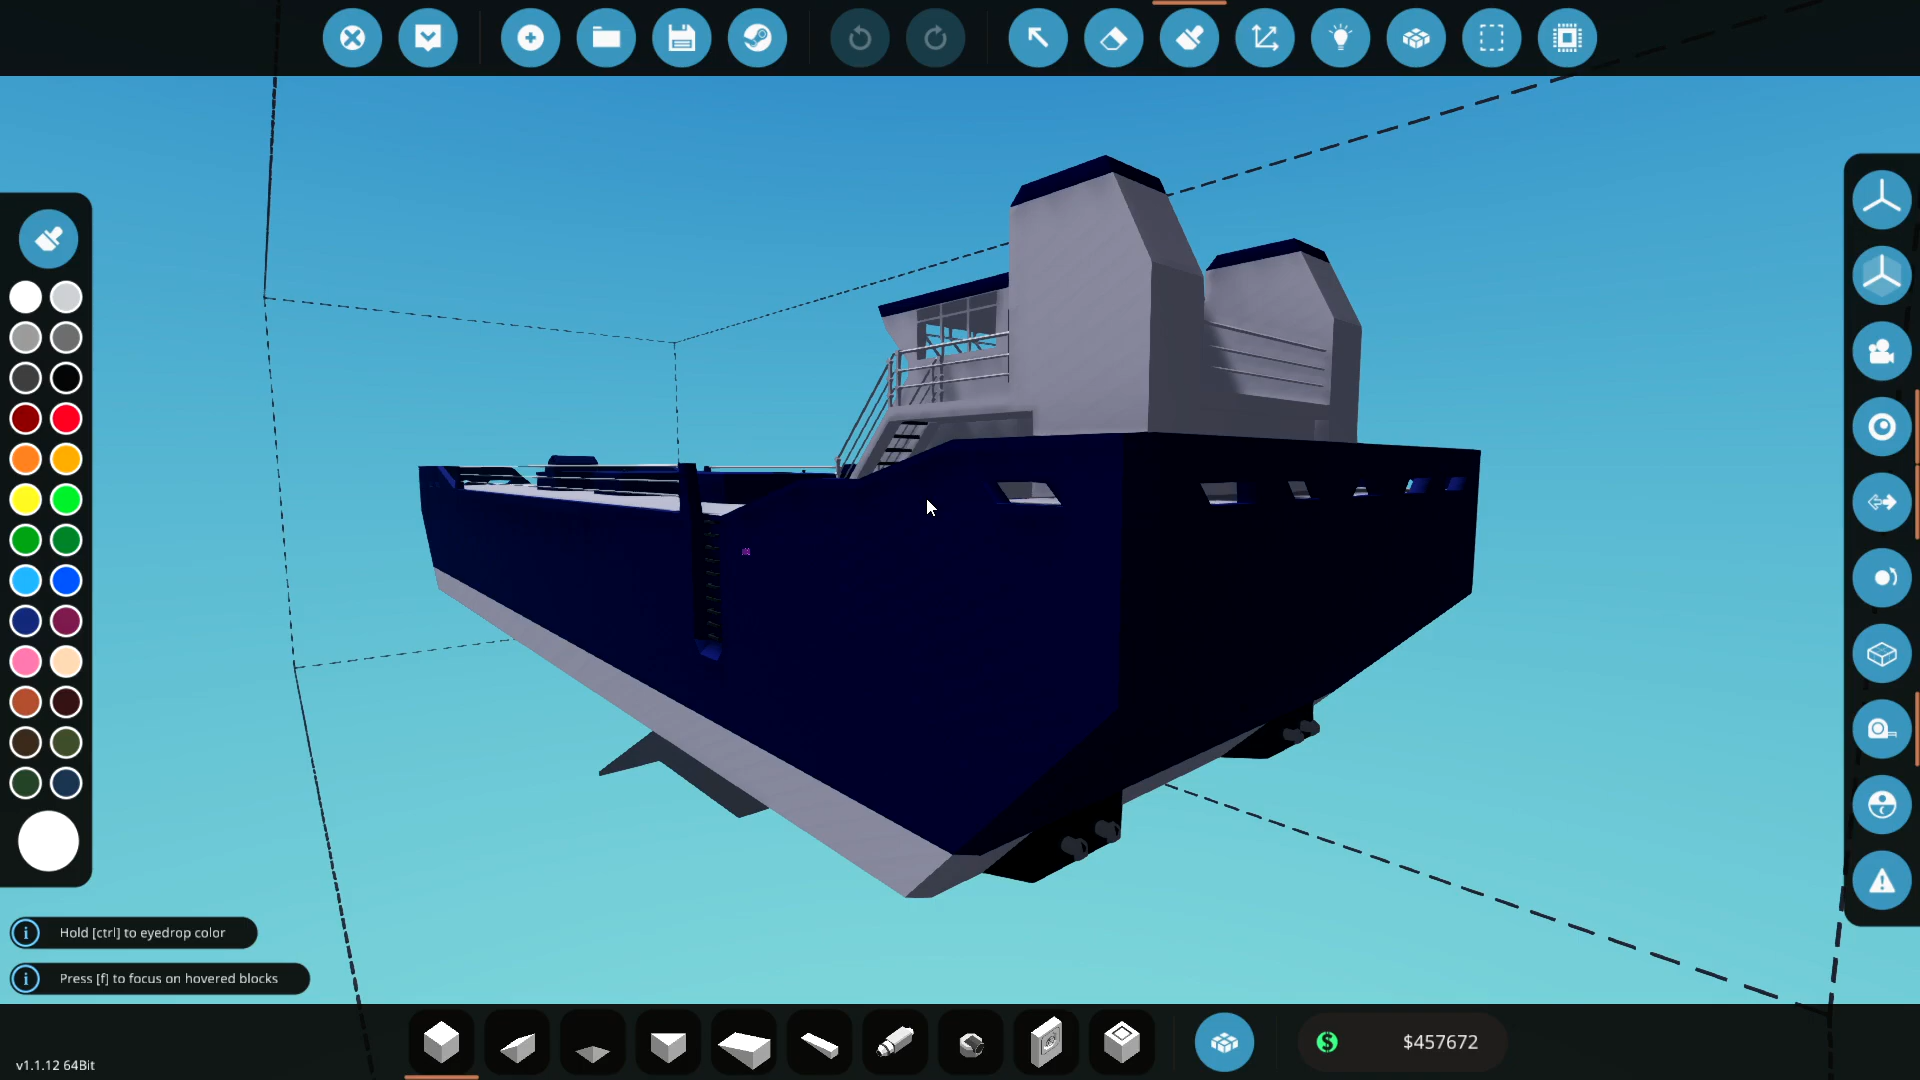 Hold [ctrl] to eyedrop color
Press [f] to focus on hovered blocks
$457672
v1.1.12 64Bit